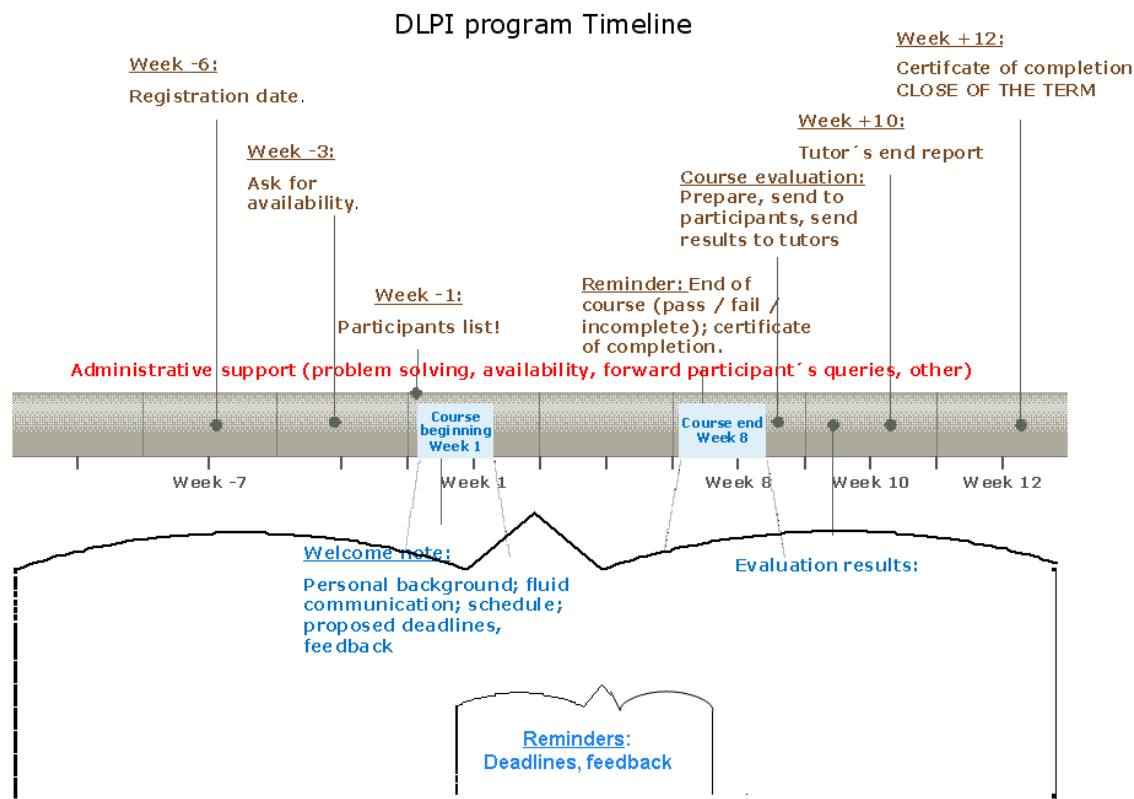 DLPI program Timeline
Week +12:
Certifcate of completion
CLOSE OF THE TERM
Week -6:
Registration date.
Week +10:
Tutor´s end report
Week -3:
Ask for
availability.
Course evaluation:
Prepare, send to
participants, send
results to tutors
Week -1:
Participants list!
Reminder: End of
course (pass / fail /
incomplete); certificate
of completion.
Administrative support (problem solving, availability, forward participant´s queries, other)
Course
beginning
Week 1
Course end
Week 8
Week -7
Week 1
Week 8
Week 10
Week 12
Welcome note:
Personal background; fluid
communication; schedule;
proposed deadlines,
feedback
Evaluation results:
Reminders:
Deadlines, feedback